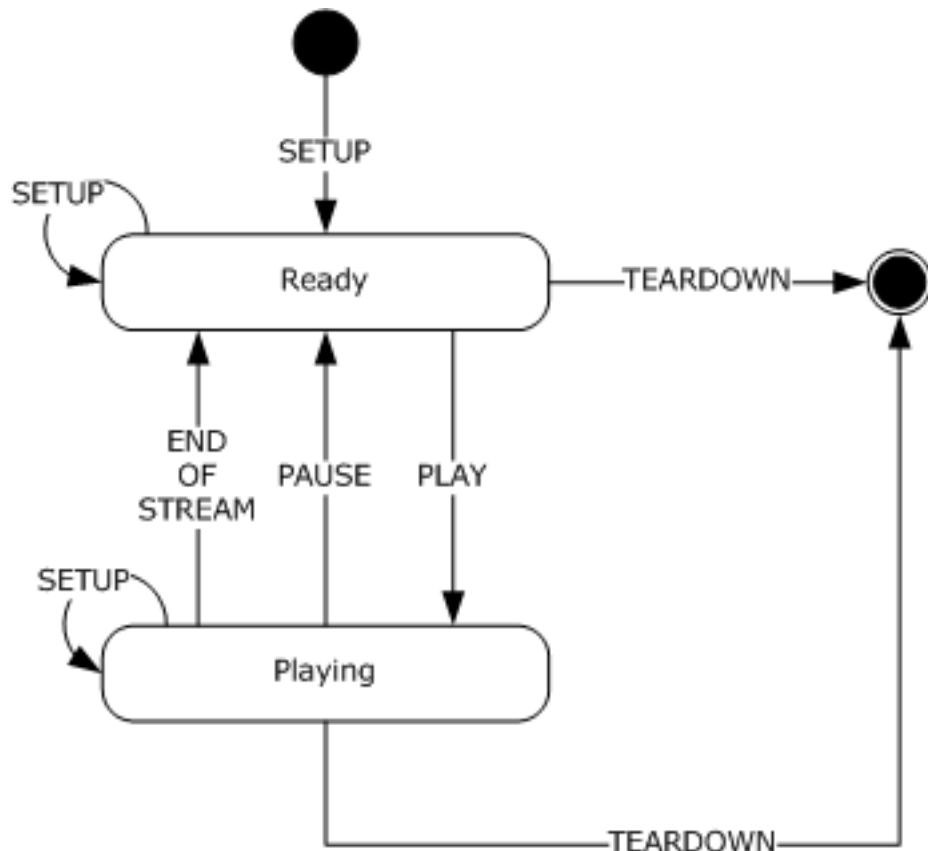 SETUP
SETUP
Ready
TEARDOWN
END
OF
STREAM
PAUSE
PLAY
SETUP
Playing
TEARDOWN